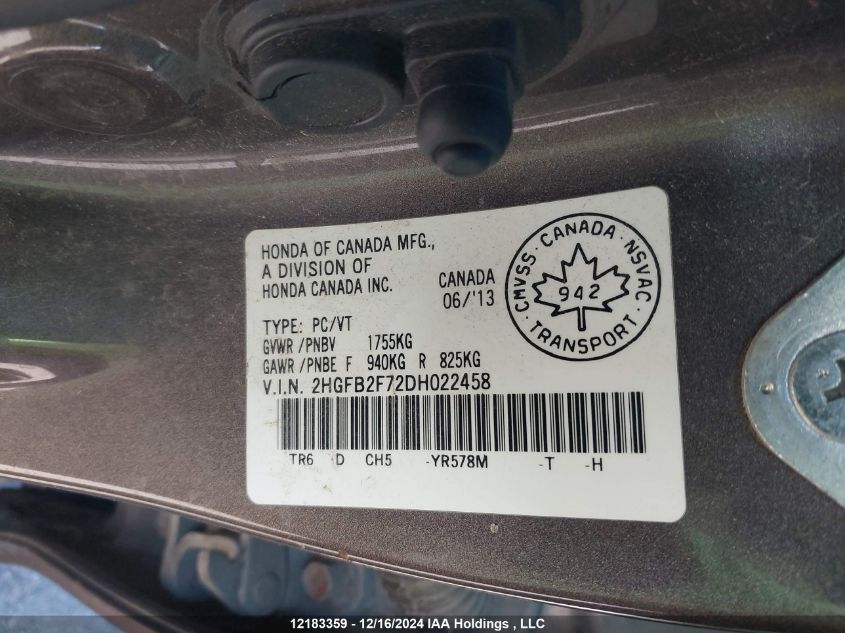 HONDA OF CANADA MFG.,
A DIVISION OF
HONDA CANADA INC.
CANADA
06/'13
CMVSS · CANADA · NSVAC
942
· TRANSPORT ·
TYPE: PC/VT
GVWR /PNBV 1755KG
GAWR /PNBE F 940KG R 825KG
V.I.N. 2HGFB2F72DH022458
TR6 -D CH5 -YR578M -T -H
12183359 - 12/16/2024 IAA Holdings , LLC